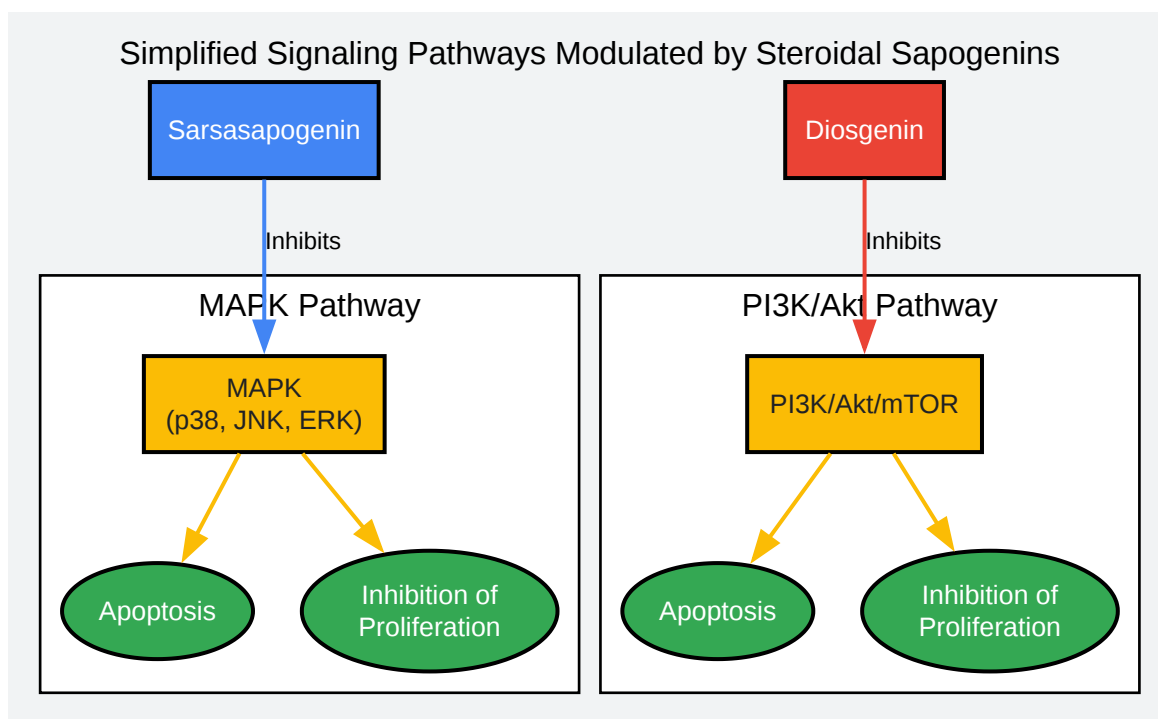 Simplified Signaling Pathways Modulated by Steroidal Sapogenins
Sarsasapogenin
Diosgenin
Inhibits
Inhibits
MAPK Pathway
PI3K/Akt Pathway
MAPK
(p38, JNK, ERK)
PI3K/Akt/mTOR
Apoptosis
Inhibition of
Proliferation
Apoptosis
Inhibition of
Proliferation